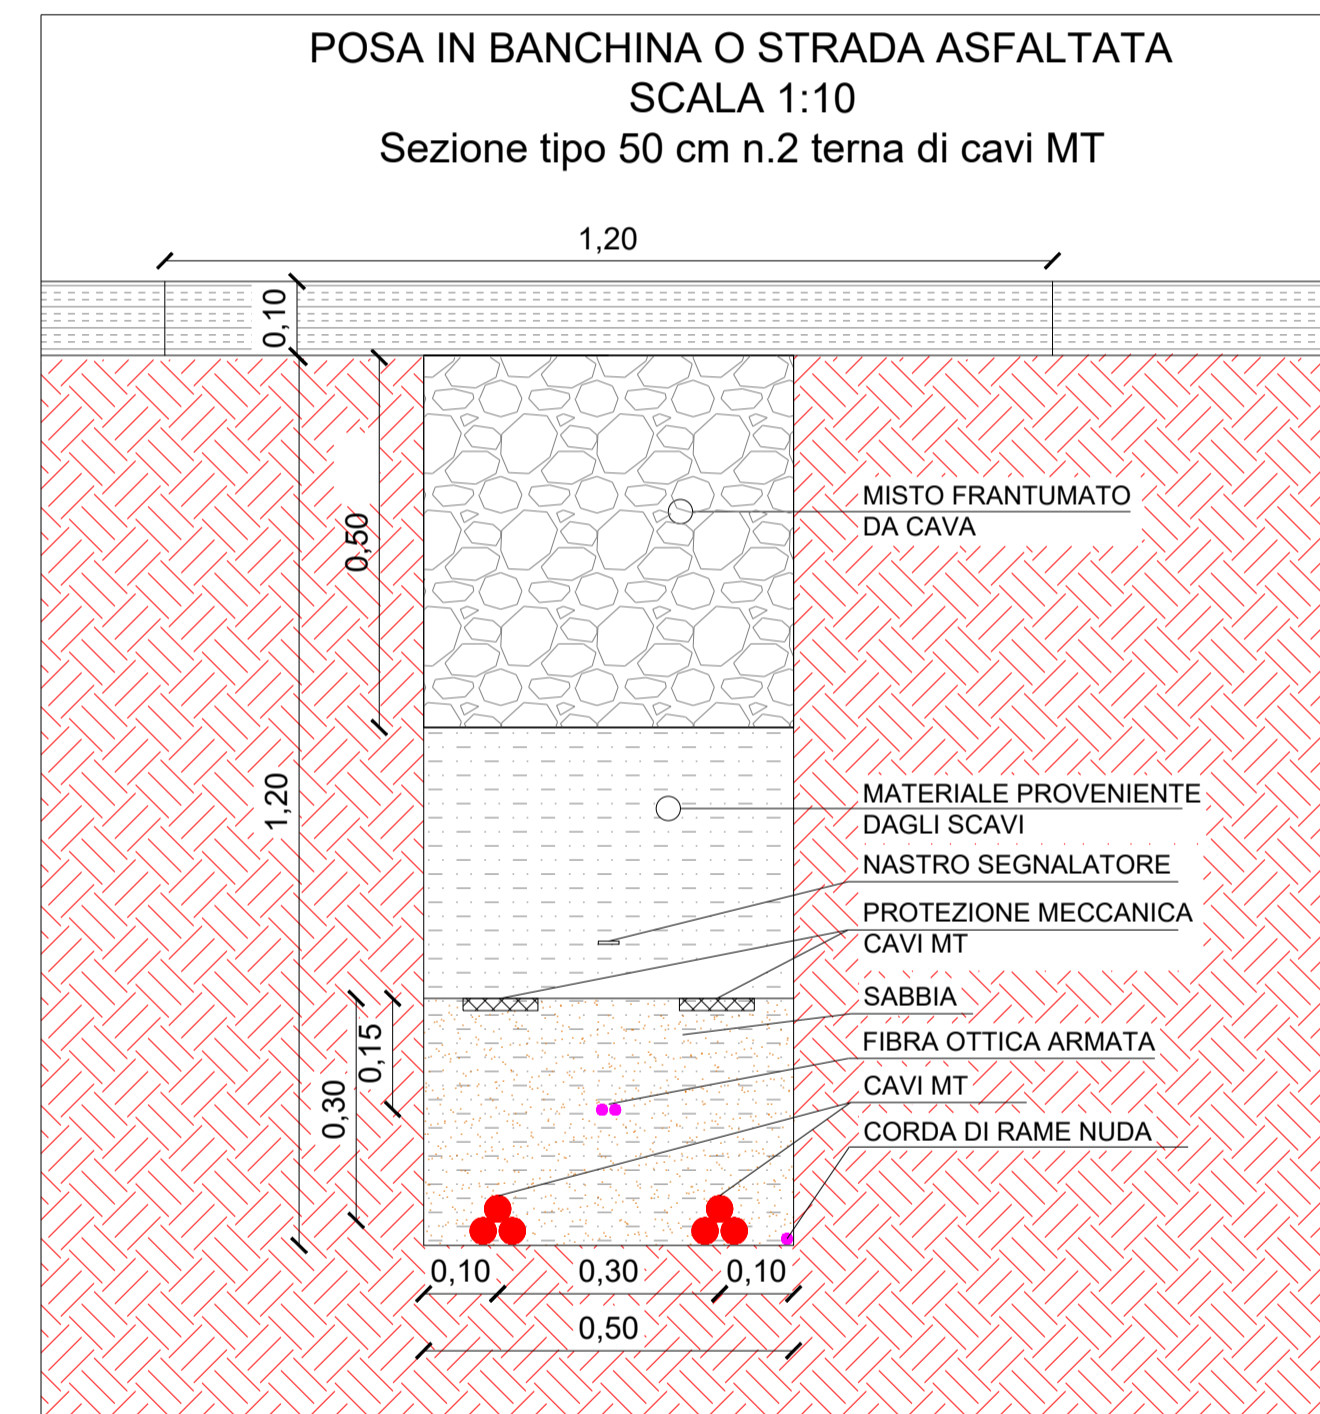 POSA IN BANCHINA O STRADA ASFALTATA
SCALA 1:10
Sezione tipo 50 cm n.2 terna di cavi MT
1,20
0,10
0,50
MISTO FRANTUMATO
DA CAVA
1,20
MATERIALE PROVENIENTE
DAGLI SCAVI
NASTRO SEGNALATORE
PROTEZIONE MECCANICA
CAVI MT
SABBIA
0,15
FIBRA OTTICA ARMATA
0,30
CAVI MT
CORDA DI RAME NUDA
0,10 0,30 0,10
0,50